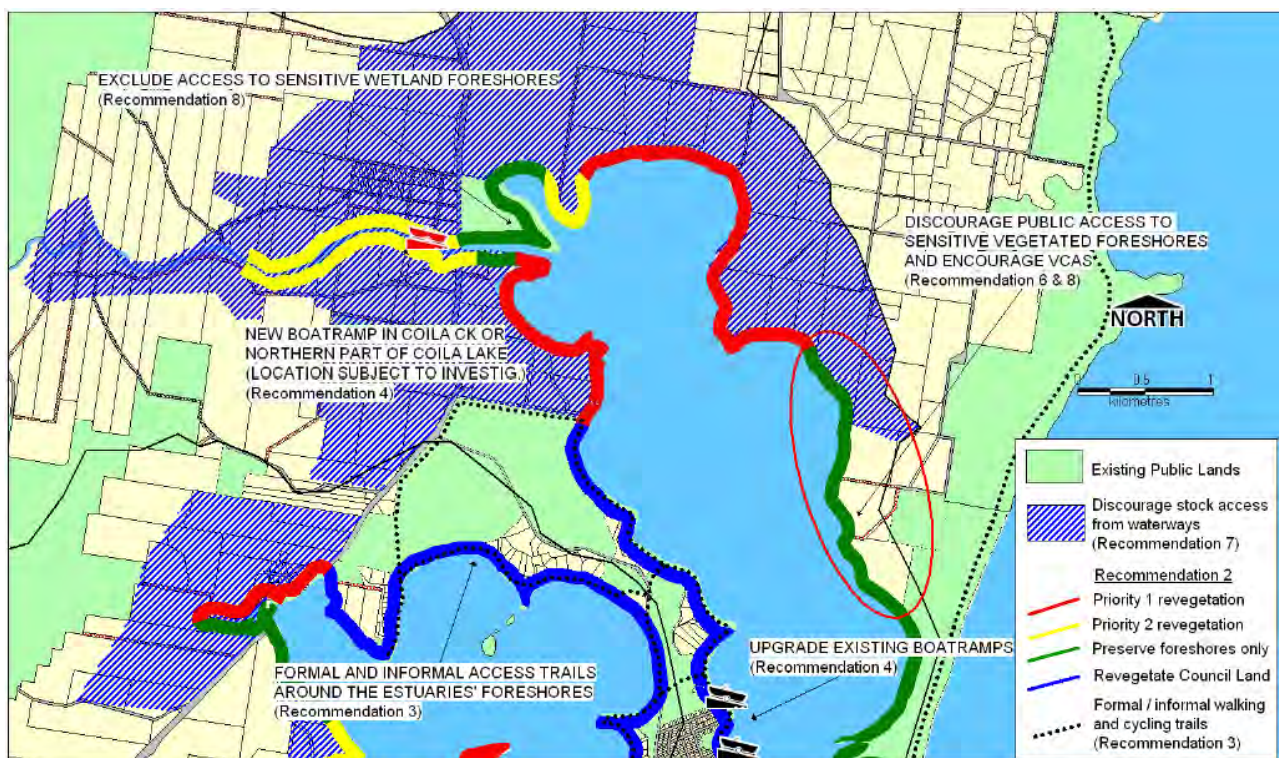 EXCLUDE ACCESS TO SENSITIVE WETLAND FORESHORES
(Recommendation 8)
DISCOURAGE PUBLIC ACCESS TO
SENSITIVE VEGETATED FORESHORES
AND ENCOURAGE VCAS
(Recommendation 6 & 8)
NORTH
0 0.5 1
kilometres
NEW BOATRAMP IN COILA CK OR
NORTHERN PART OF COILA LAKE
(LOCATION SUBJECT TO INVESTIG.)
(Recommendation 4)
UPGRADE EXISTING BOATRAMPS
(Recommendation 4)
FORMAL AND INFORMAL ACCESS TRAILS
AROUND THE ESTUARIES' FORESHORES
(Recommendation 3)
Existing Public Lands
Discourage stock access
from waterways
(Recommendation 7)
Recommendation 2
Priority 1 revegetation
Priority 2 revegetation
Preserve foreshores only
Revegetate Council Land
Formal / informal walking
and cycling trails
(Recommendation 3)